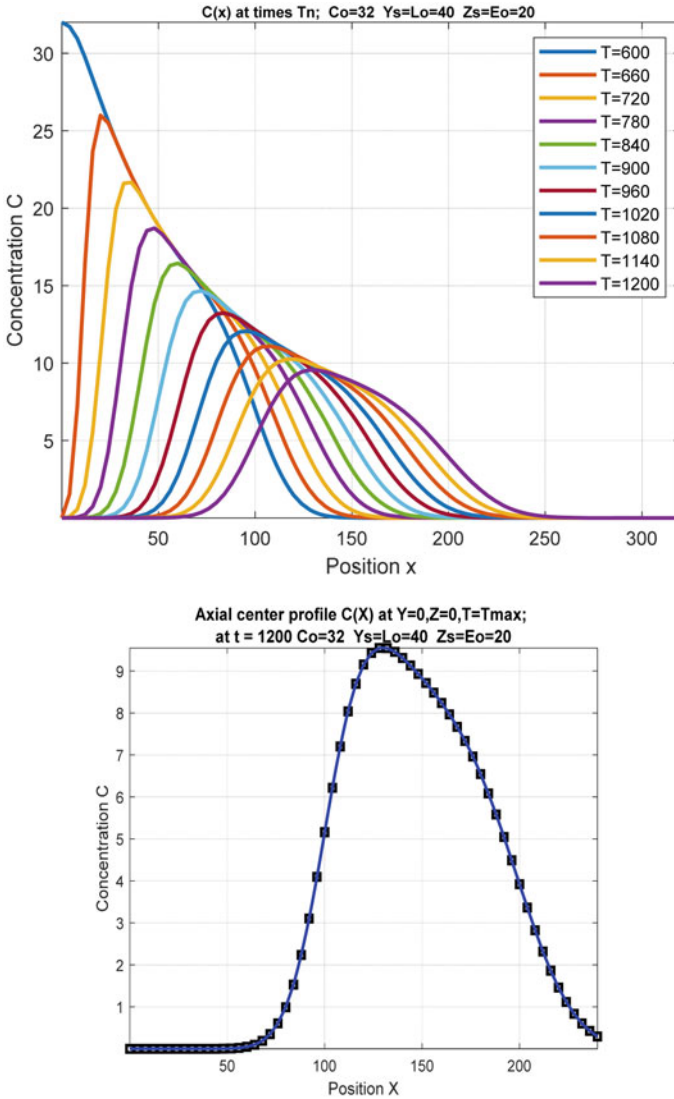 C(x) at times Tn; Co=32 Ys=Lo=40 Zs=Eo=20
30
25
20
15
10
5
Concentration C
T=600
T=660
T=720
T=780
T=840
T=900
T=960
T=1020
T=1080
T=1140
T=1200
50 100 150 200 250 300
Position x
Axial center profile C(X) at Y=0,Z=0,T=Tmax;
at t = 1200 Co=32 Ys=Lo=40 Zs=Eo=20
9
8
7
6
5
4
3
2
1
Concentration C
50 100 150 200
Position X